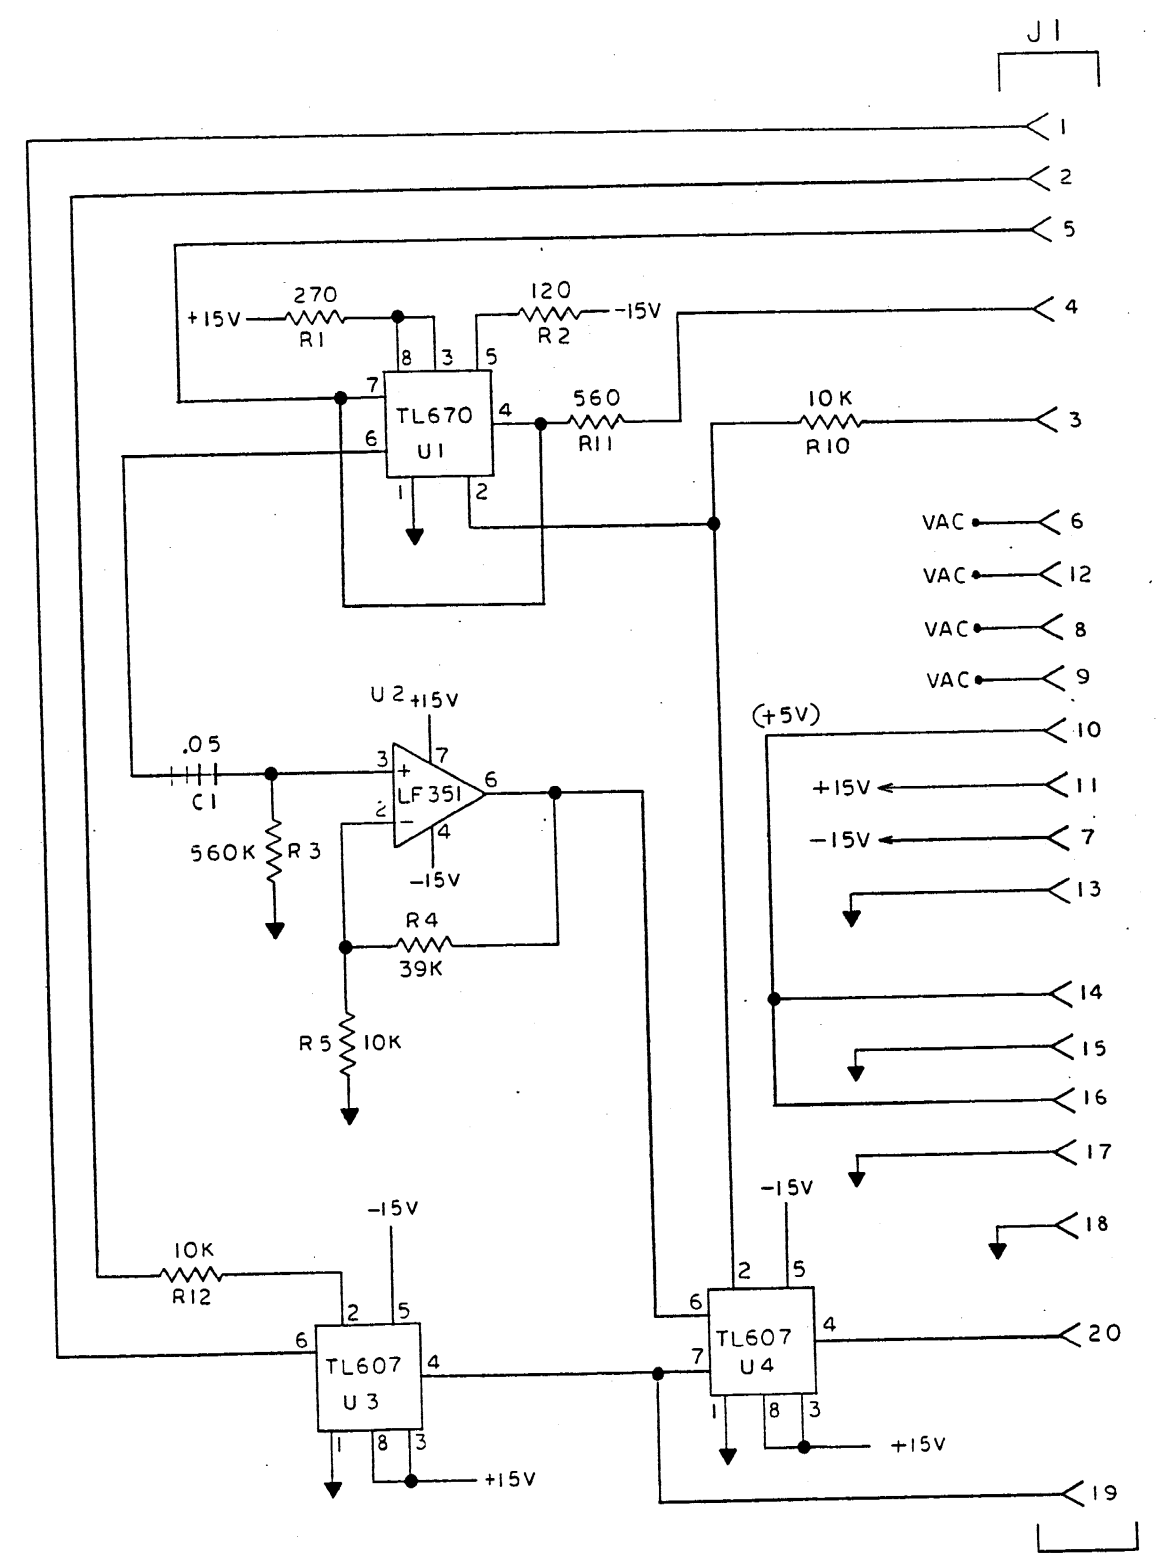 J1
1
2
5
270
120
+15V
-15V
R1
R2
4
8
3
5
7
560
10K
TL670
4
3
6
R11
R10
U1
1
2
VAC
6
VAC
12
VAC
8
VAC
9
U2
+15V
(+5V)
10
.05
3
7
+
6
+15V
11
C1
LF351
2
-
4
-15V
7
560K
R3
-15V
13
R4
39K
14
R5
10K
15
16
17
-15V
-15V
18
10K
2
5
R12
2
5
6
6
TL607
4
20
TL607
4
7
U4
U3
1
8
3
1
8
3
+15V
+15V
19